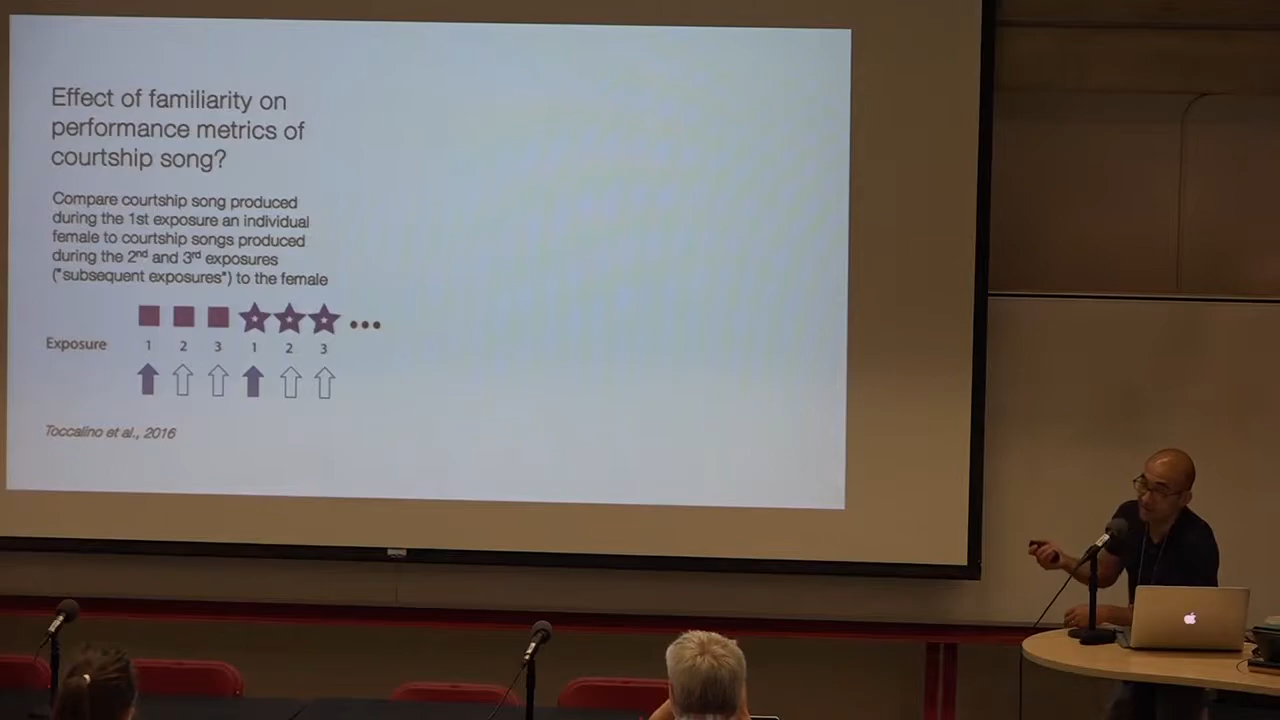 Effect of familiarity on
performance metrics of
courtship song?
Compare courtship song produced
during the 1st exposure an individual
female to courtship songs produced
during the 2nd and 3rd exposures
("subsequent exposures") to the female
Exposure 1 2 3 1 2 3
Toccalino et al., 2016